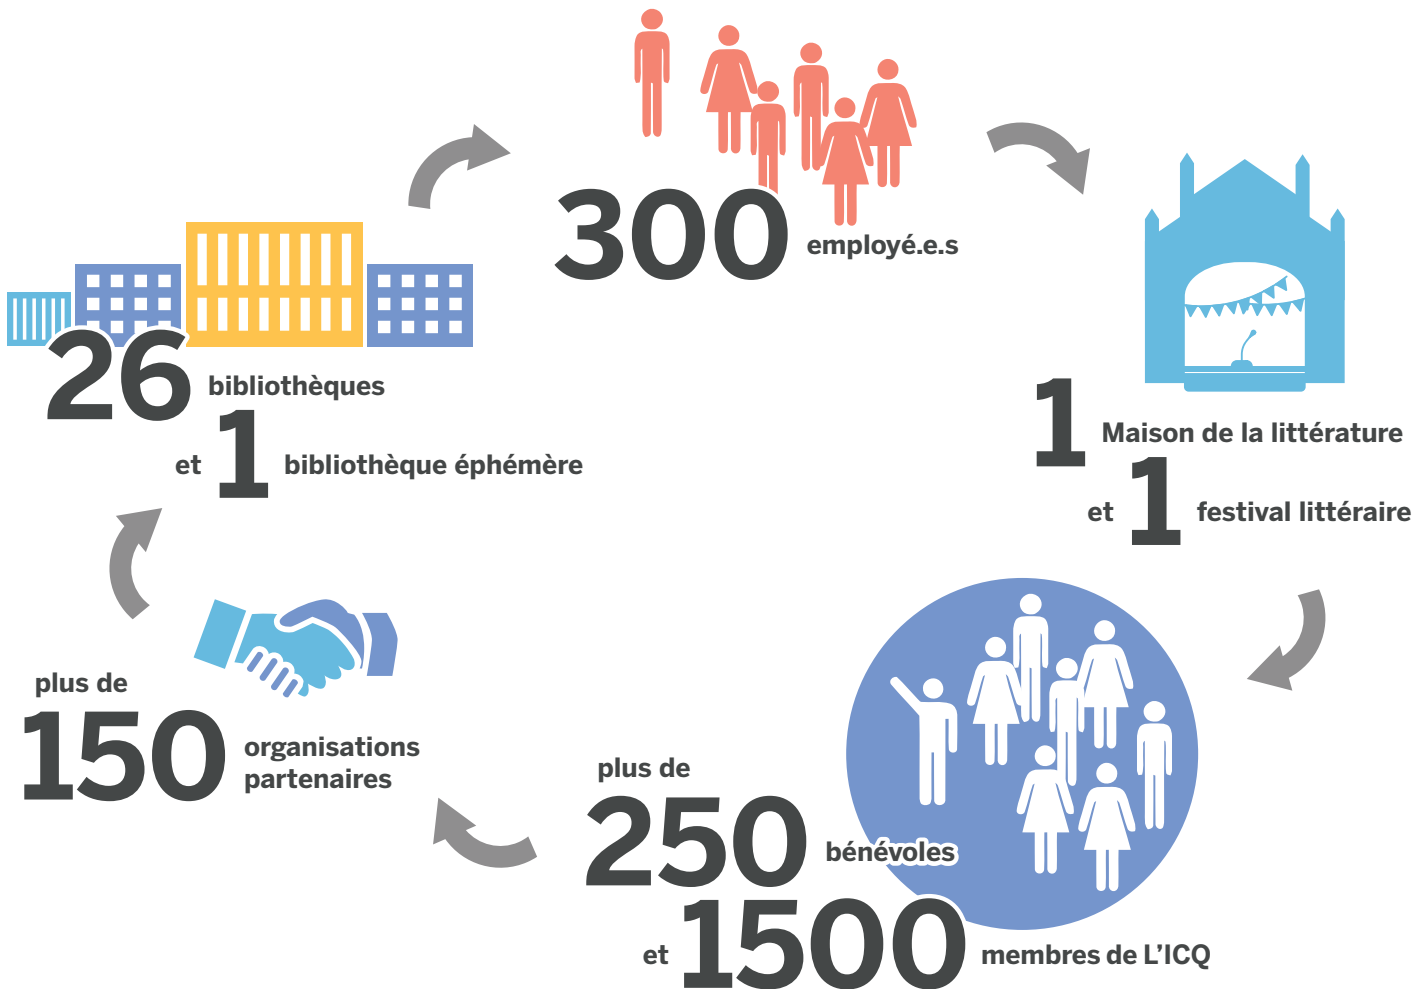 300 employé.e.s
26 bibliothèques
et 1 bibliothèque éphémère
1 Maison de la littérature
et 1 festival littéraire
plus de
150 organisations
partenaires
plus de
250 bénévoles
et 1500 membres de L'ICQ